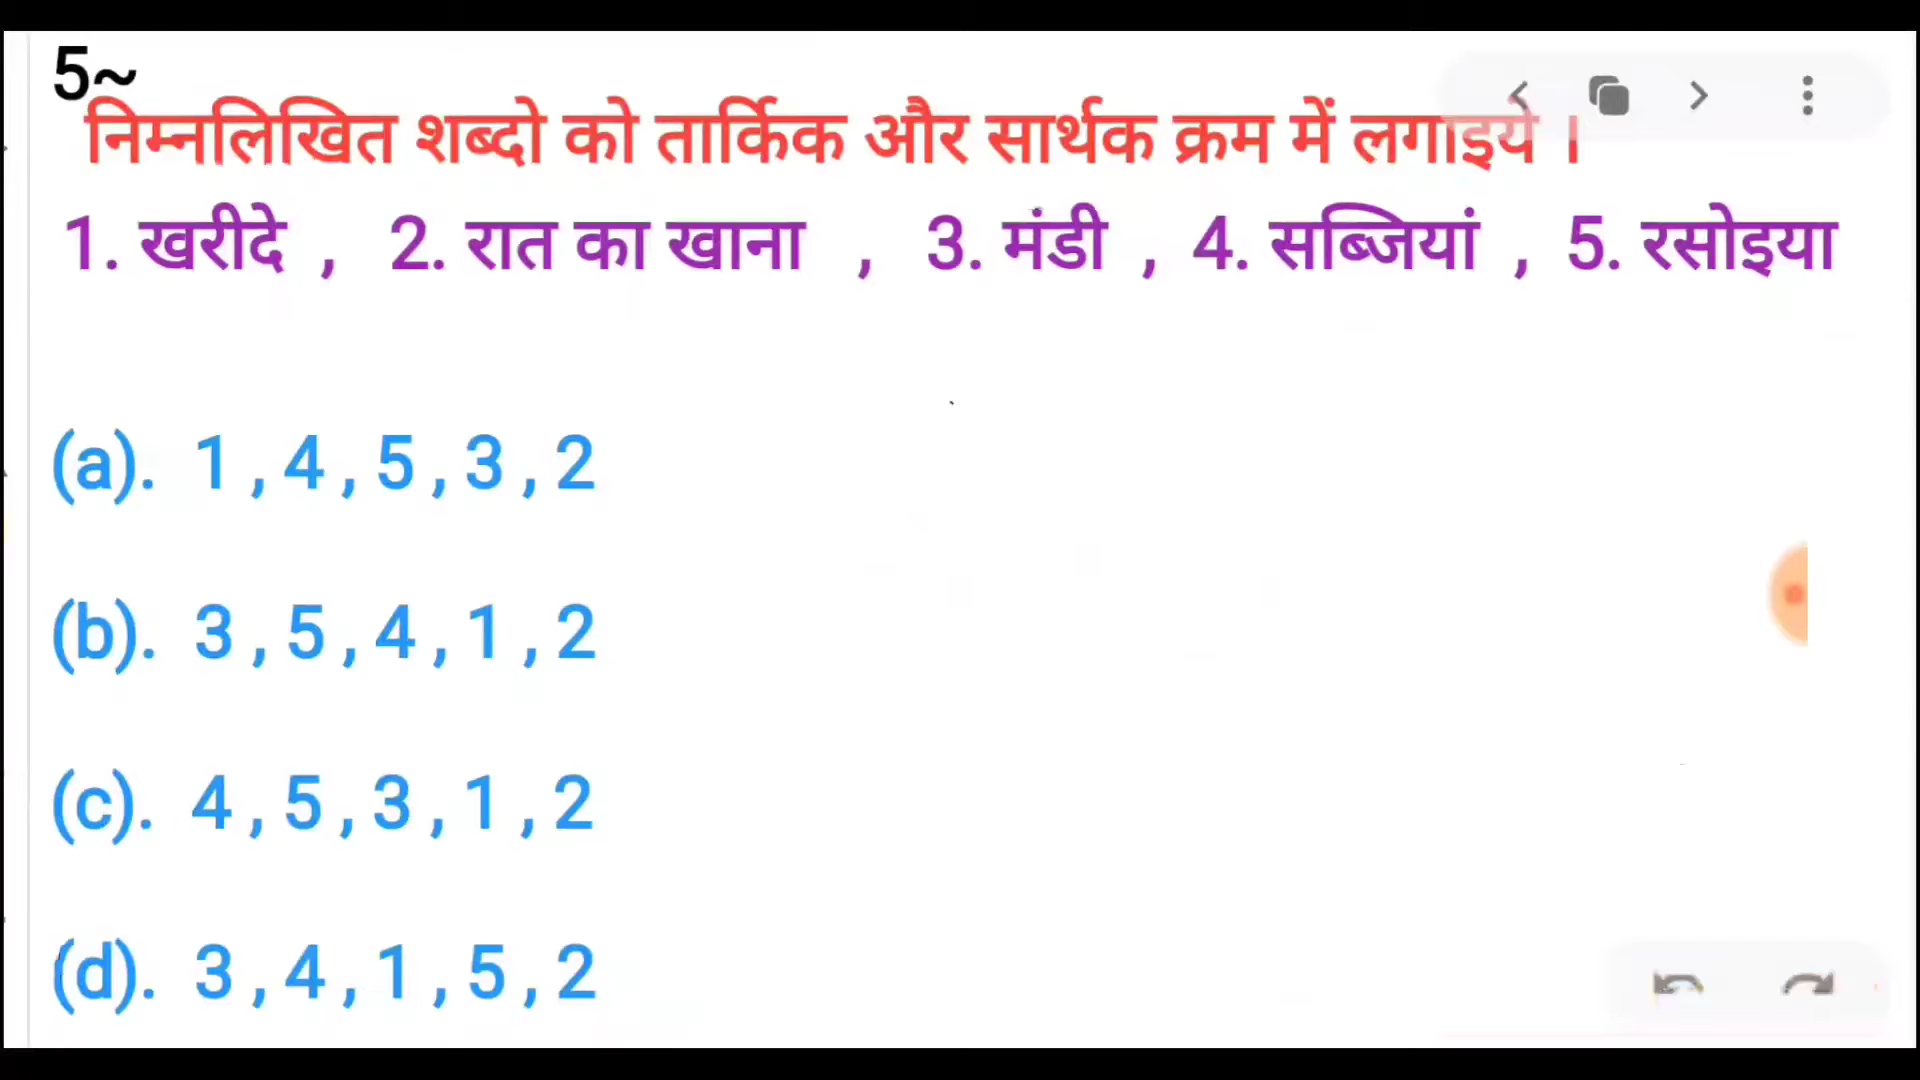 5~
निम्नलिखित शब्दो को तार्किक और सार्थक क्रम में लगाइये ।
1. खरीदे , 2. रात का खाना , 3. मंडी , 4. सब्जियां , 5. रसोइया
(a). 1 , 4 , 5 , 3 , 2
(b). 3 , 5 , 4 , 1 , 2
(c). 4 , 5 , 3 , 1 , 2
(d). 3 , 4 , 1 , 5 , 2